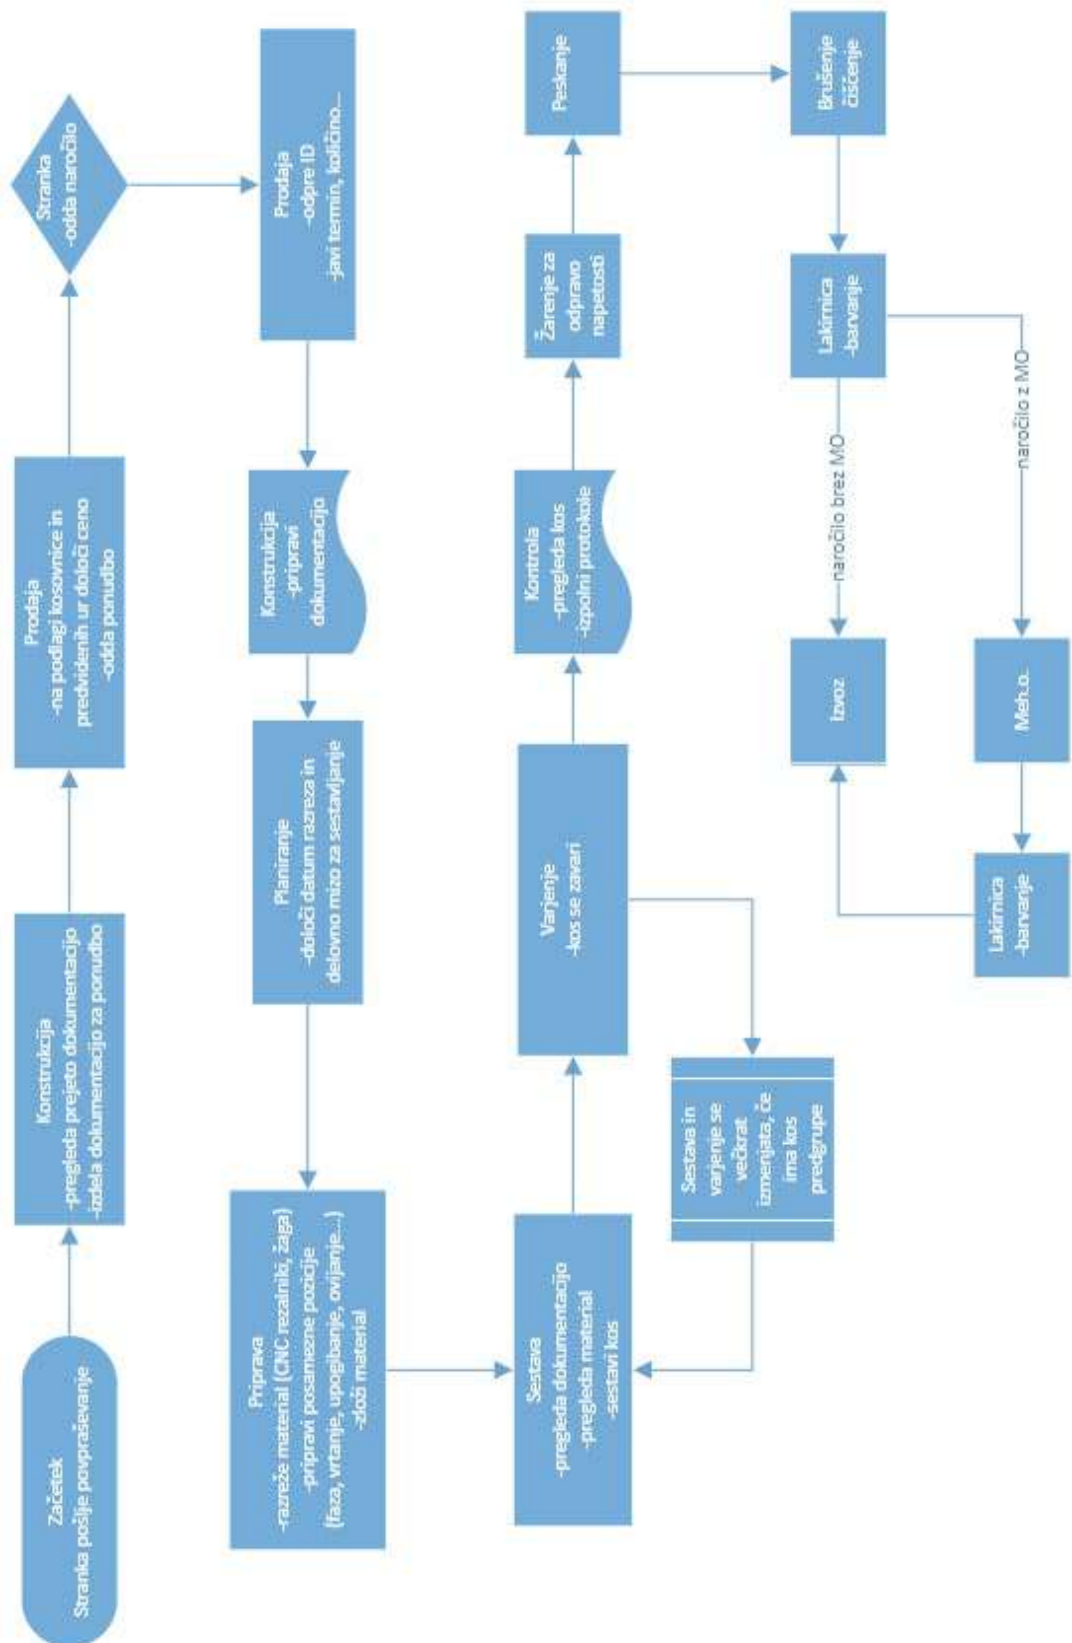 Začetek
Stranka pošlje povpraševanje
Konstrukcija
-pregleda prejeto dokumentacijo
-izdela dokumentacijo za ponudbo
Prodaja
-na podlagi kosovnice in
predvidenih ur določi ceno
-odda ponudbo
Stranka
-odda naročilo
Prodaja
-odpre ID
-javi termin, količino...
Konstrukcija
-pripravi
dokumentacijo
Planiranje
-določi datum razreza in
delovno mizo za sestavljanje
Priprava
-razreže material (CNC rezalniki, žaga)
-pripravi posamezne pozicije
(faza, vrtanje, upogibanje, ovijanje...)
-zloži material
Sestava
-pregleda dokumentacijo
-pregleda material
-sestavi kos
Varjenje
-kos se zavari
Sestava in
varjenje se
večkrat
izmenjata, če
ima kos
predgrupe
Kontrola
-pregleda kos
-izpolni protokole
Žarenje za
odpravo
napetosti
Peskanje
Brušenje
čiščenje
Lakirnica
-barvanje
naročilo brez MO
naročilo z MO
Izvoz
Meh.o.
Lakirnica
-barvanje